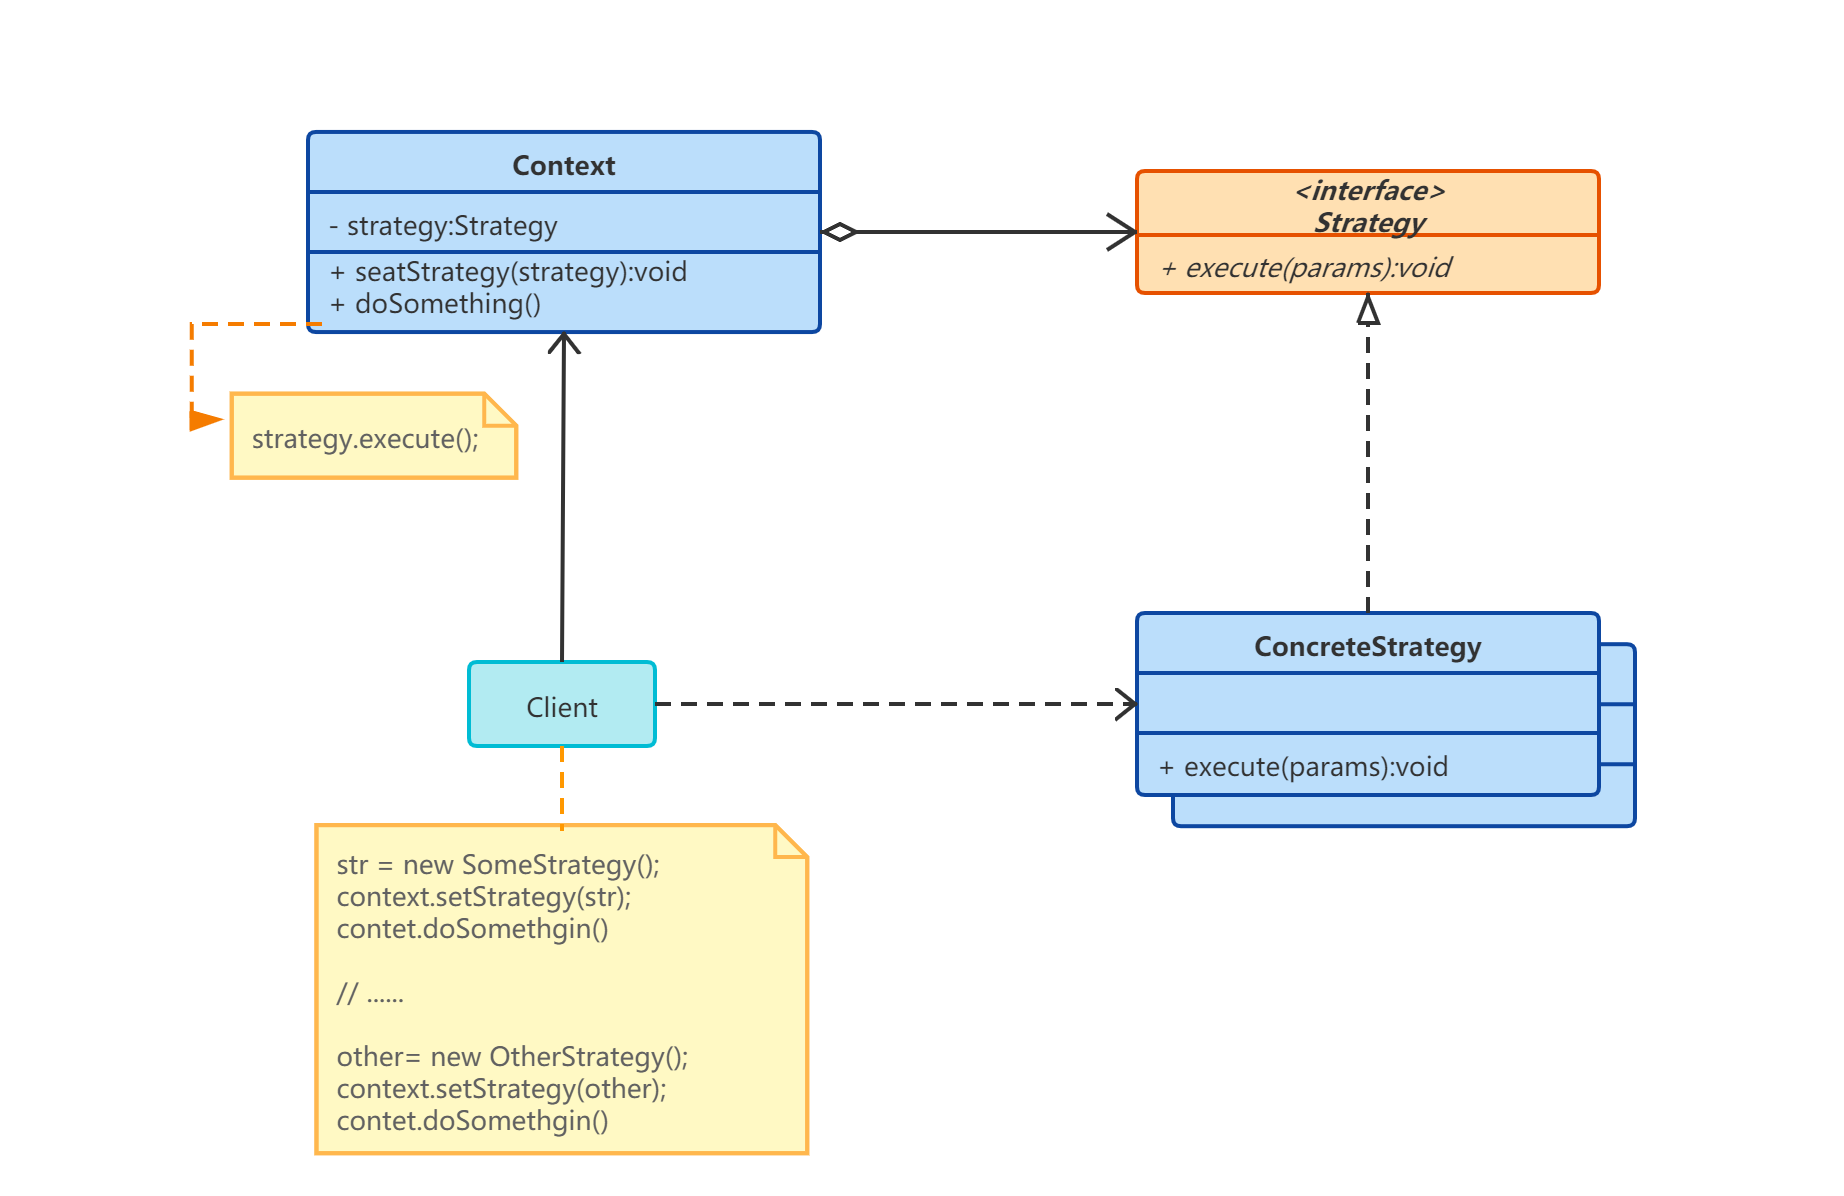 Context
- strategy:Strategy
+ seatStrategy(strategy):void
+ doSomething()
<interface>
Strategy
+ execute(params):void
strategy.execute();
Client
ConcreteStrategy
+ execute(params):void
str = new SomeStrategy();
context.setStrategy(str);
contet.doSomethgin()
// ......
other= new OtherStrategy();
context.setStrategy(other);
contet.doSomethgin()